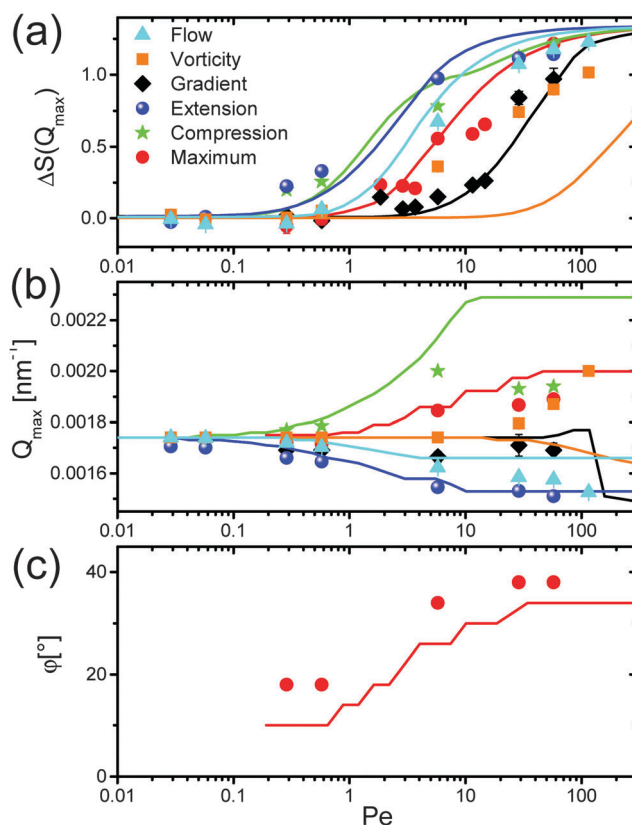 (a)
ΔS(Q_max)
1.0
0.5
0.0
Flow
Vorticity
Gradient
Extension
Compression
Maximum
0.01 0.1 1 10 100
(b)
Q_max [nm⁻¹]
0.0022
0.0020
0.0018
0.0016
0.01 0.1 1 10 100
(c)
φ[°]
40
20
0
0.01 0.1 1 10 100
Pe